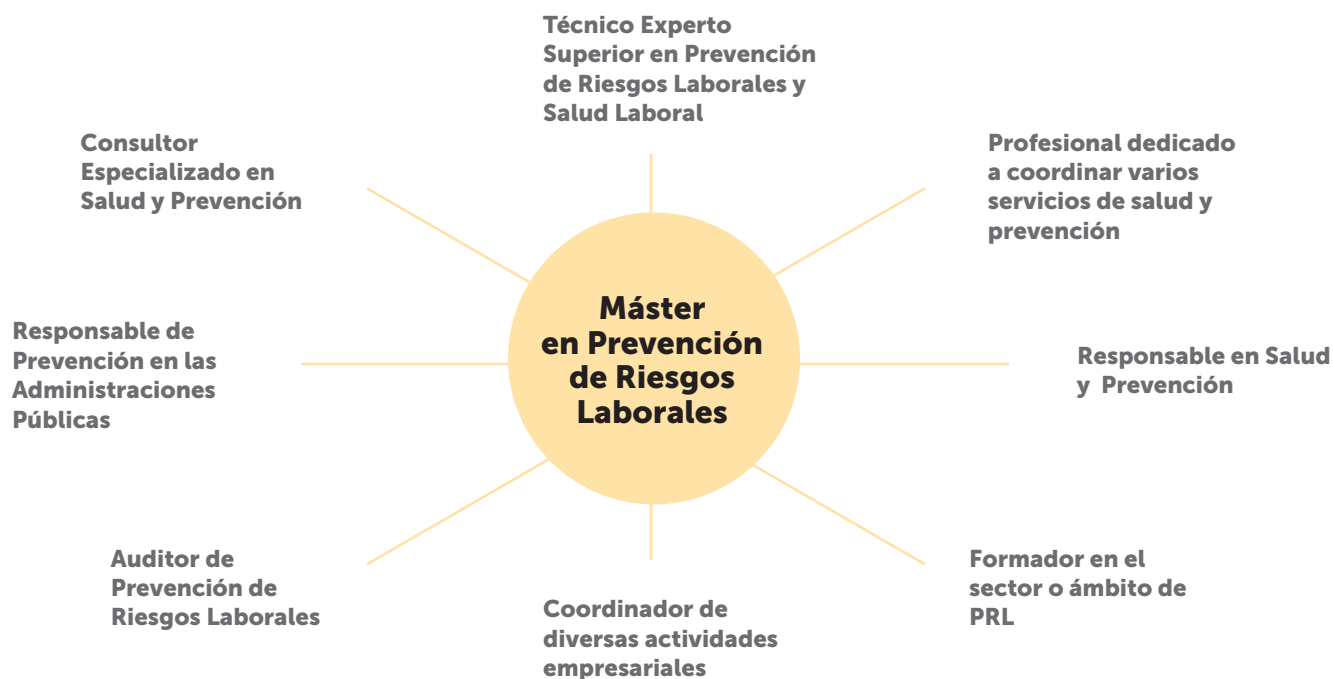 Técnico Experto
Superior en Prevención
de Riesgos Laborales y
Salud Laboral
Consultor
Especializado en
Salud y Prevención
Profesional dedicado
a coordinar varios
servicios de salud y
prevención
Máster
en Prevención
de Riesgos
Laborales
Responsable de
Prevención en las
Administraciones
Públicas
Responsable en Salud
y Prevención
Auditor de
Prevención de
Riesgos Laborales
Coordinador de
diversas actividades
empresariales
Formador en el
sector o ámbito de
PRL